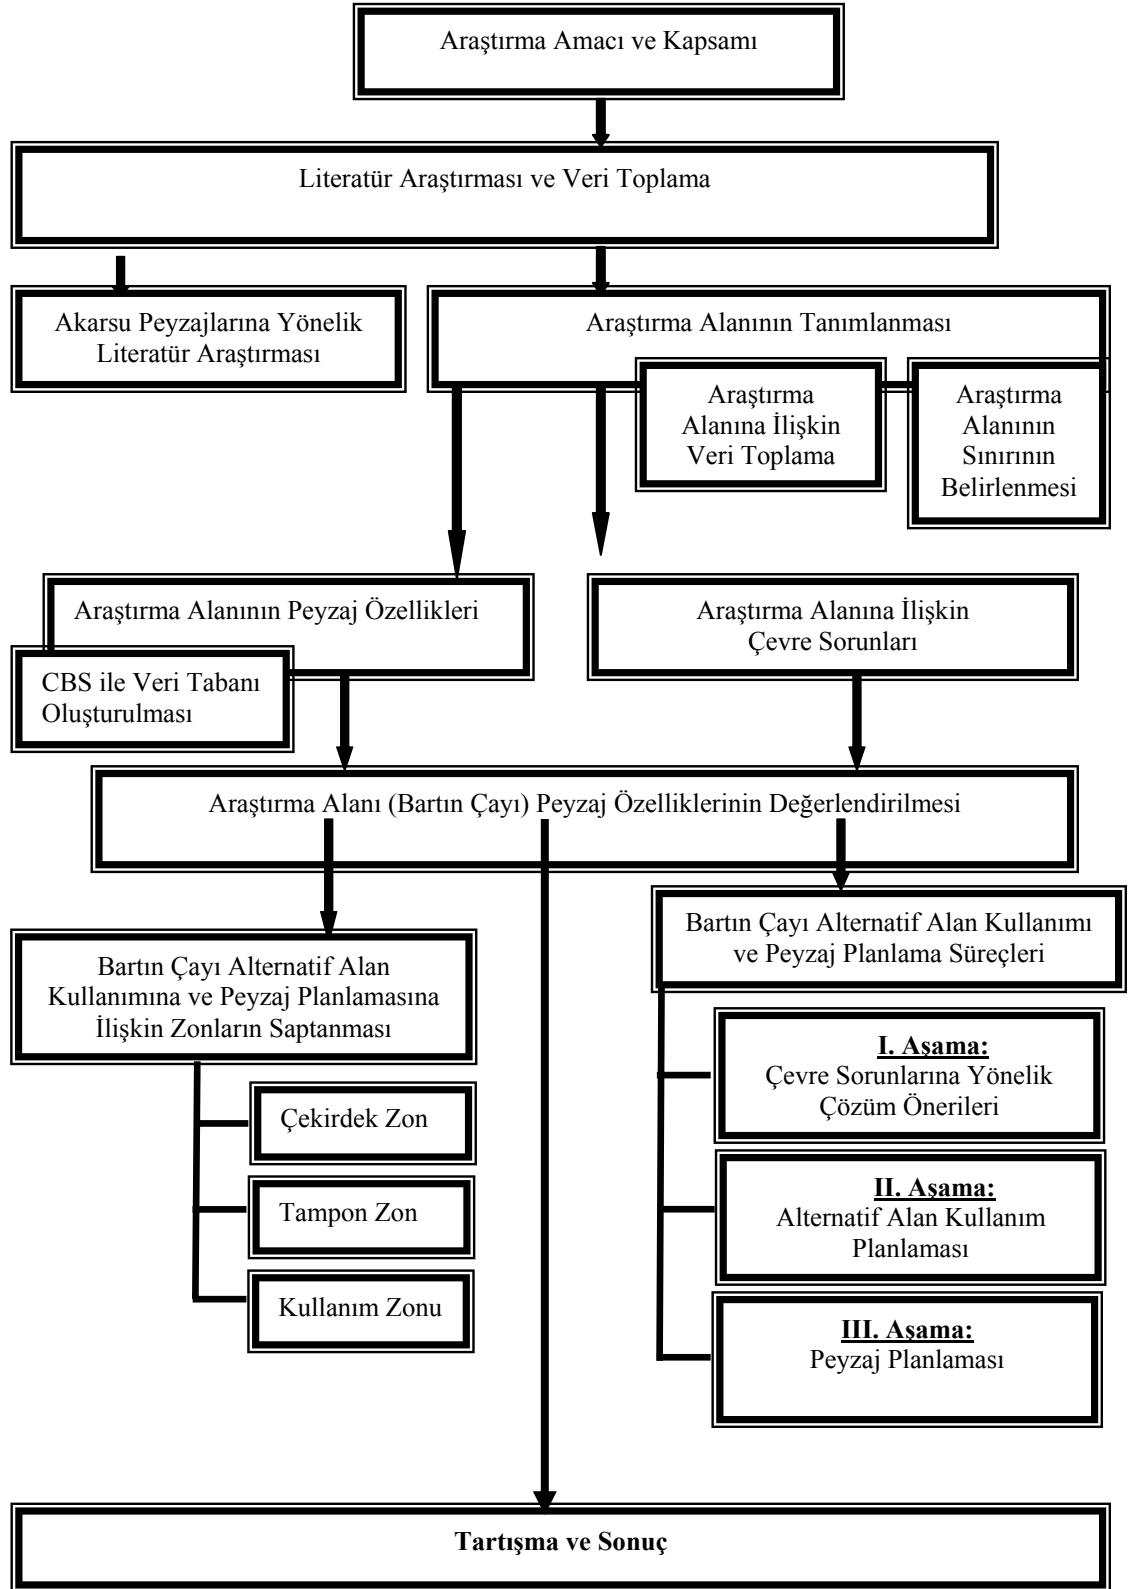 Araştırma Amacı ve Kapsamı
Literatür Araştırması ve Veri Toplama
Akarsu Peyzajlarına Yönelik
Literatür Araştırması
Araştırma Alanının Tanımlanması
Araştırma
Alanına İlişkin
Veri Toplama
Araştırma
Alanının
Sınırının
Belirlenmesi
Araştırma Alanının Peyzaj Özellikleri
CBS ile Veri Tabanı
Oluşturulması
Araştırma Alanına İlişkin
Çevre Sorunları
Araştırma Alanı (Bartın Çayı) Peyzaj Özelliklerinin Değerlendirilmesi
Bartın Çayı Alternatif Alan
Kullanımına ve Peyzaj Planlamasına
İlişkin Zonların Saptanması
Çekirdek Zon
Tampon Zon
Kullanım Zonu
Bartın Çayı Alternatif Alan Kullanımı
ve Peyzaj Planlama Süreçleri
I. Aşama:
Çevre Sorunlarına Yönelik
Çözüm Önerileri
II. Aşama:
Alternatif Alan Kullanım
Planlaması
III. Aşama:
Peyzaj Planlaması
Tartışma ve Sonuç